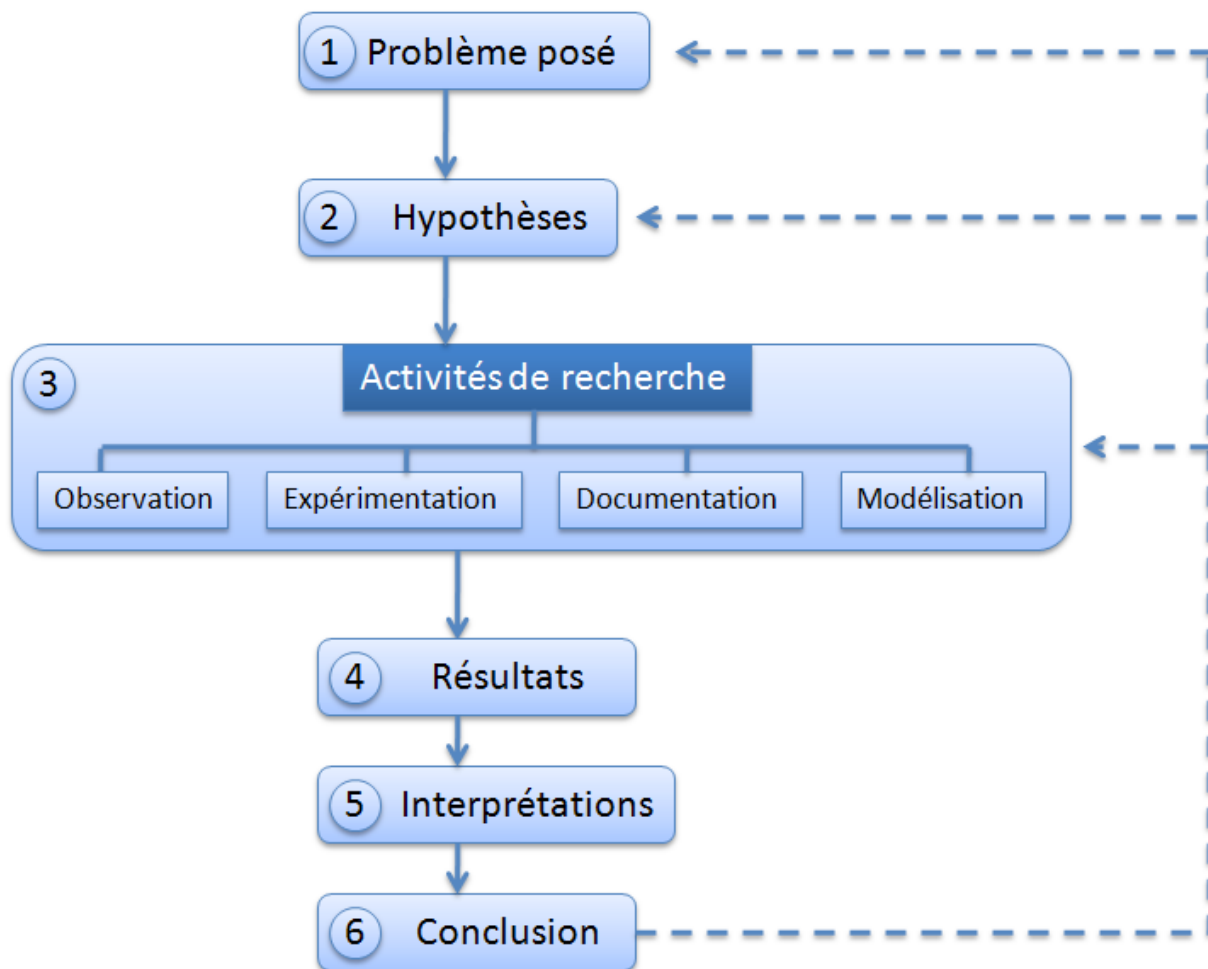 1 Problème posé
2 Hypothèses
3 Activités de recherche
Observation Expérimentation Documentation Modélisation
4 Résultats
5 Interprétations
6 Conclusion